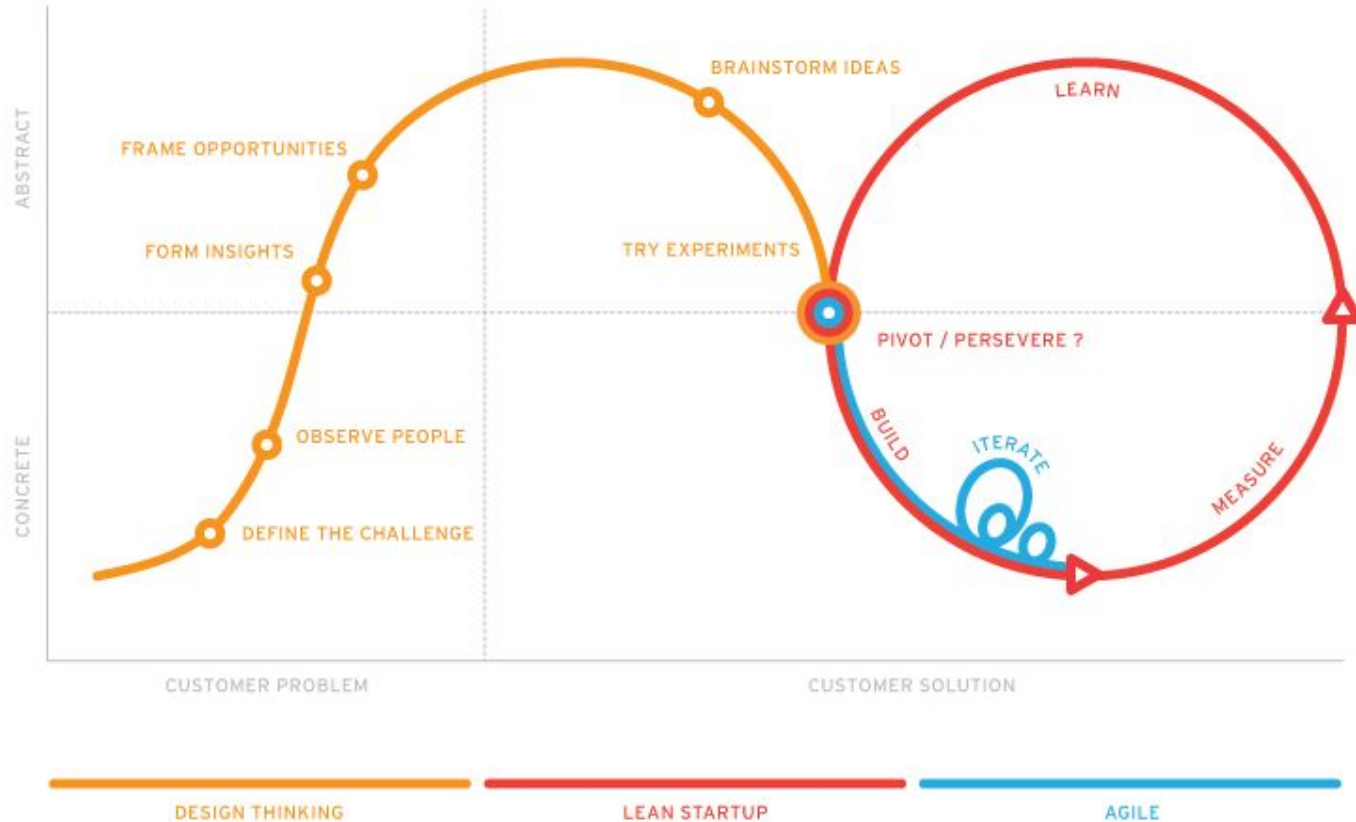 ABSTRACT
CONCRETE
BRAINSTORM IDEAS
LEARN
FRAME OPPORTUNITIES
FORM INSIGHTS
TRY EXPERIMENTS
PIVOT / PERSEVERE ?
OBSERVE PEOPLE
BUILD
ITERATE
MEASURE
DEFINE THE CHALLENGE
CUSTOMER PROBLEM
CUSTOMER SOLUTION
DESIGN THINKING
LEAN STARTUP
AGILE